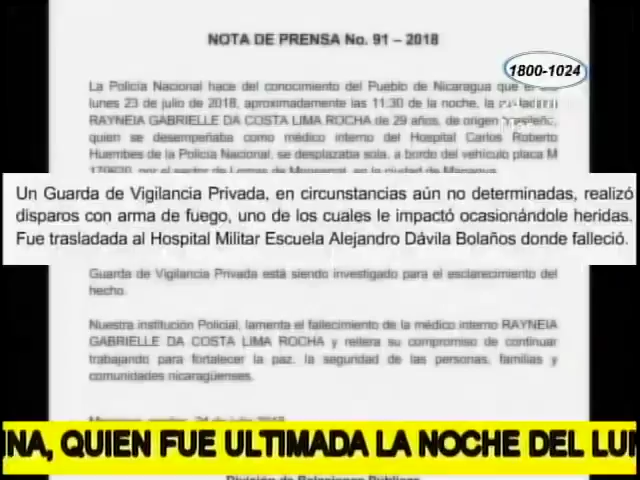 NOTA DE PRENSA No. 91 – 2018
1800-1024
La Policía Nacional hace del conocimiento del Pueblo de Nicaragua que el
lunes 23 de julio de 2018, aproximadamente las 11:30 de la noche, la
RAYNEIA GABRIELLE DA COSTA LIMA ROCHA de 29 años, de origen
quien se desempeñaba como médico interno del Hospital Carlos Roberto
Huembes de la Policía Nacional, se desplazaba sola, a bordo del vehículo placa M
Un Guarda de Vigilancia Privada, en circunstancias aún no determinadas, realizó
disparos con arma de fuego, uno de los cuales le impactó ocasionándole heridas.
Fue trasladada al Hospital Militar Escuela Alejandro Dávila Bolaños donde falleció.
Guarda de Vigilancia Privada está siendo investigado para el esclarecimiento del
hecho.
Nuestra institución Policial, lamenta el fallecimiento de la médico interno RAYNEIA
GABRIELLE DA COSTA LIMA ROCHA y reitera su compromiso de continuar
trabajando para fortalecer la paz, la seguridad de las personas, familias y
comunidades nicaragüenses.
INA, QUIEN FUE ULTIMADA LA NOCHE DEL LUN